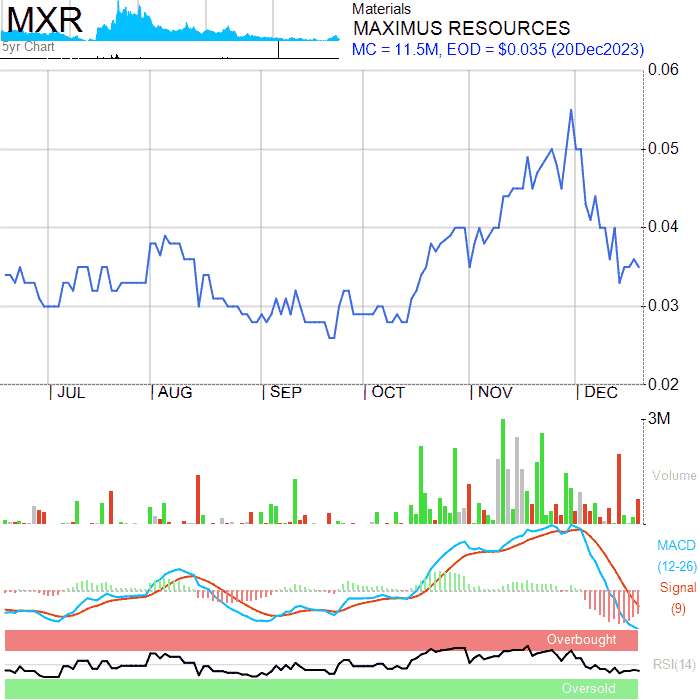 MXR
5yr Chart
Materials
MAXIMUS RESOURCES
MC = 11.5M, EOD = $0.035 (20Dec2023)
0.06
0.05
0.04
0.03
0.02
JUL AUG SEP OCT NOV DEC
3M
Volume
MACD
(12-26)
Signal
(9)
Overbought
RSI(14)
Oversold